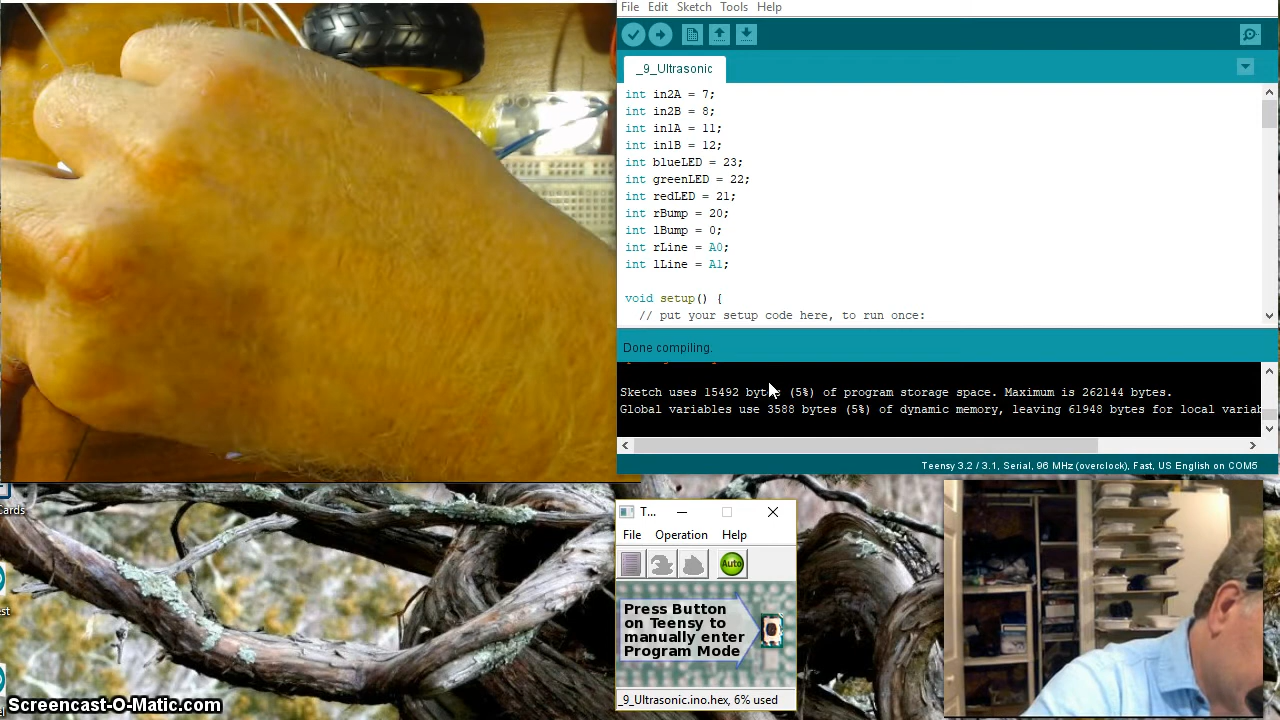 File Edit Sketch Tools Help
_9_Ultrasonic
int in2A = 7;
int in2B = 8;
int in1A = 11;
int in1B = 12;
int blueLED = 23;
int greenLED = 22;
int redLED = 21;
int rBump = 20;
int lBump = 0;
int rLine = A0;
int lLine = A1;
void setup() {
// put your setup code here, to run once:
Done compiling.
Sketch uses 15492 bytes (5%) of program storage space. Maximum is 262144 bytes.
Global variables use 3588 bytes (5%) of dynamic memory, leaving 61948 bytes for local variab
Teensy 3.2 / 3.1, Serial, 96 MHz (overclock), Fast, US English on COM5
T...
File Operation Help
Auto
Press Button
on Teensy to
manually enter
Program Mode
_9_Ultrasonic.ino.hex, 6% used
Cards
est
Screencast-O-Matic.com